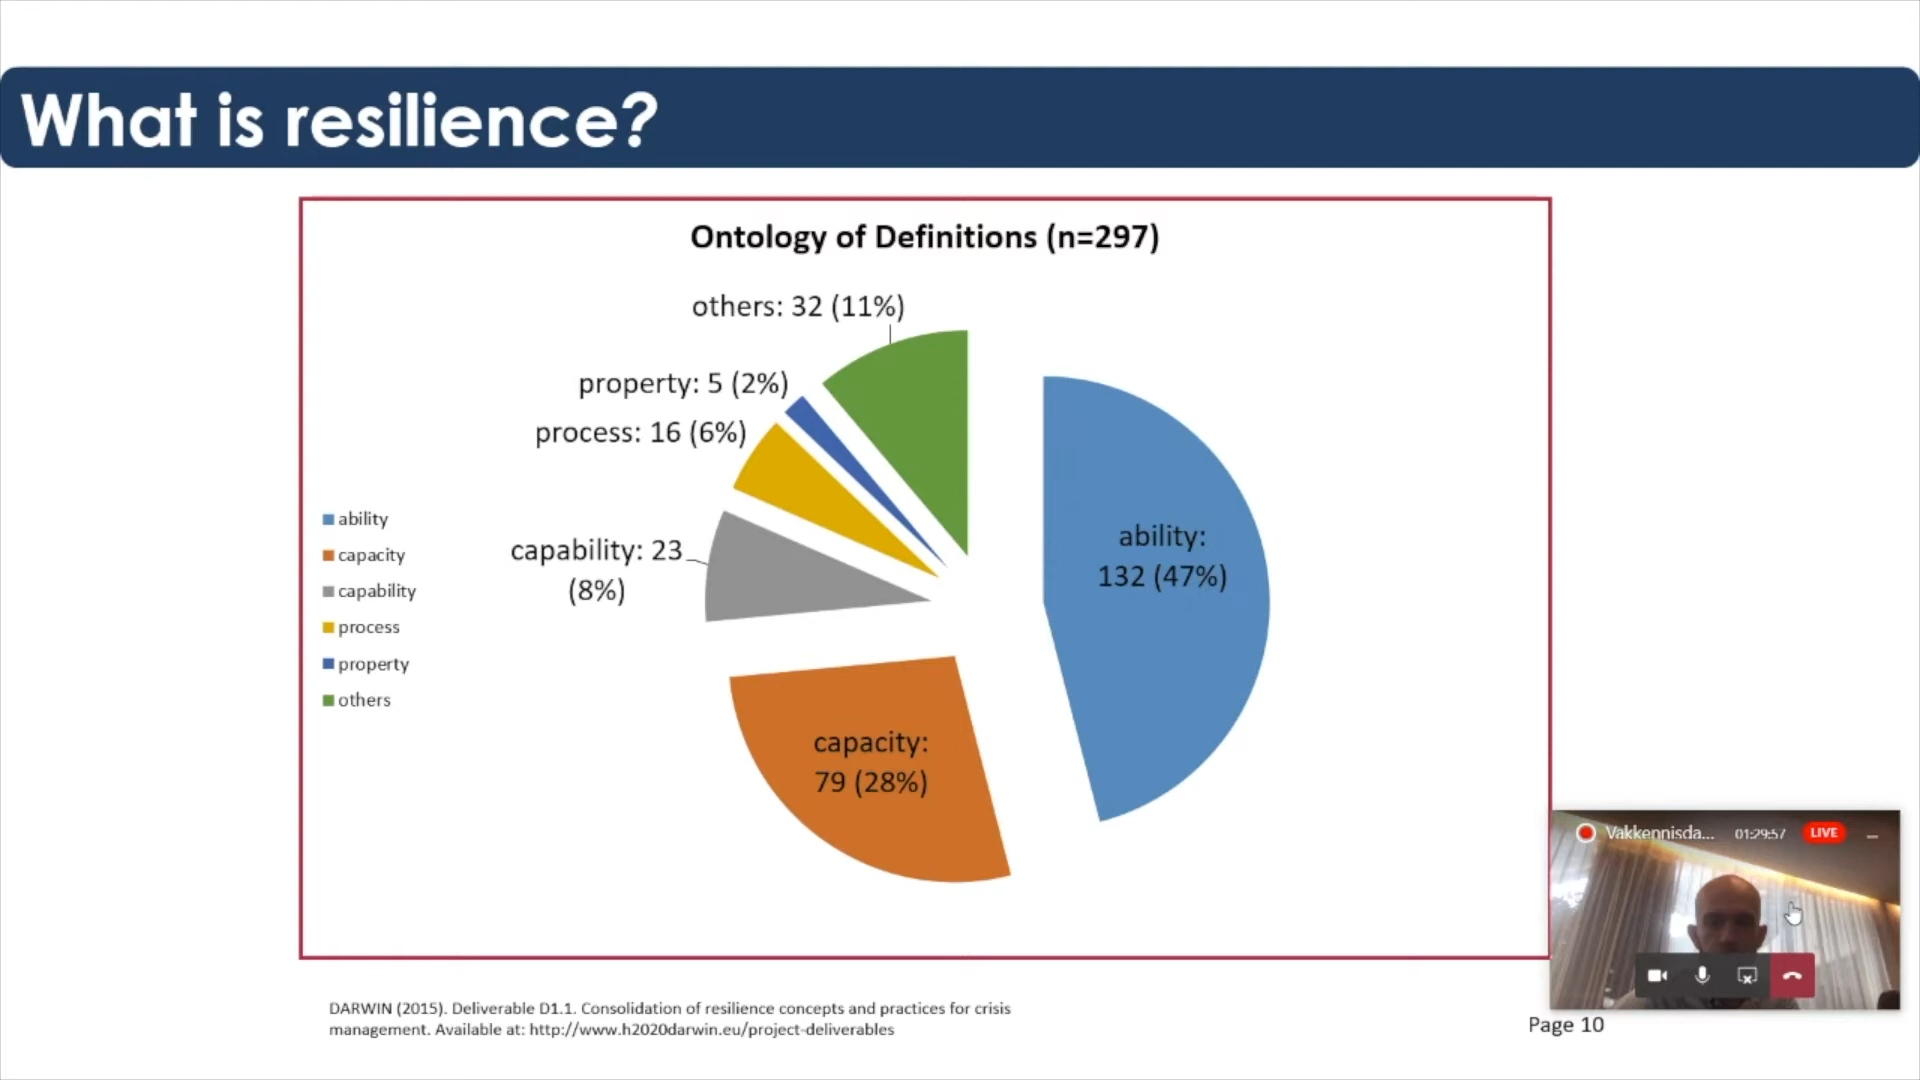 What is resilience?
Ontology of Definitions (n=297)
others: 32 (11%)
property: 5 (2%)
process: 16 (6%)
capability: 23
(8%)
ability:
132 (47%)
capacity:
79 (28%)
ability
capacity
capability
process
property
others
Vakkennisda... 01:29:57 LIVE
DARWIN (2015). Deliverable D1.1. Consolidation of resilience concepts and practices for crisis
management. Available at: http://www.h2020darwin.eu/project-deliverables
Page 10